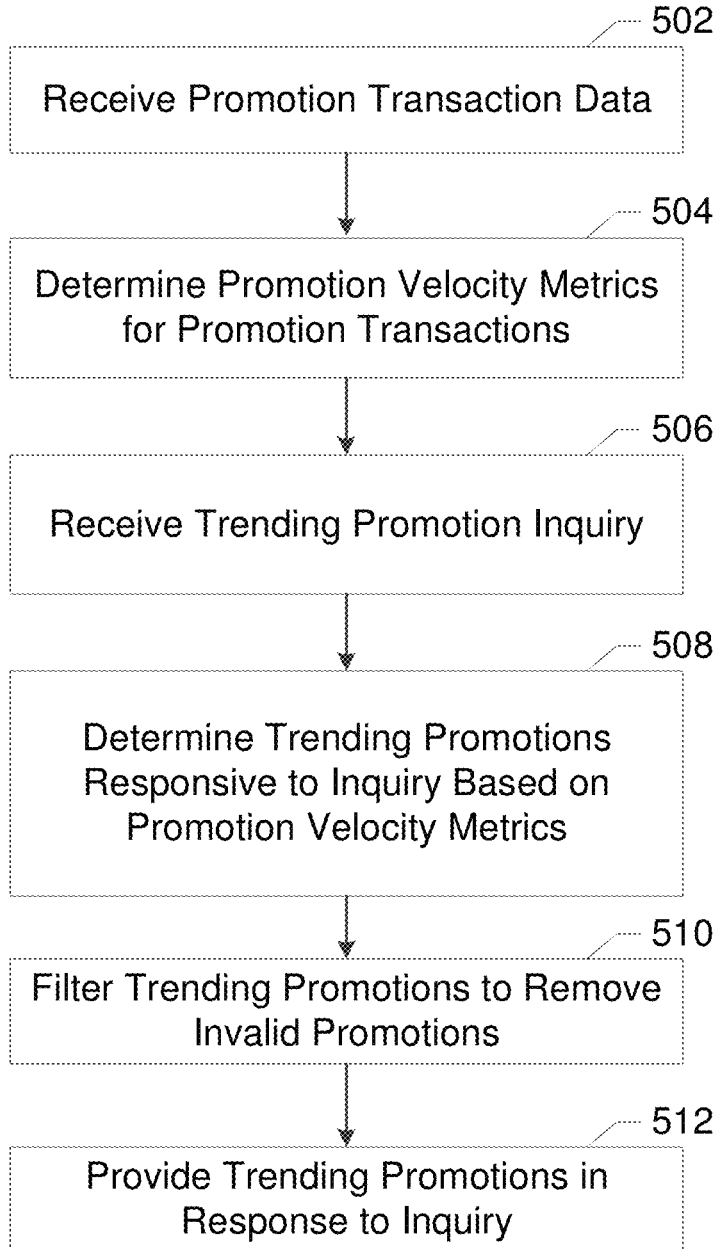 502
Receive Promotion Transaction Data
504
Determine Promotion Velocity Metrics
for Promotion Transactions
506
Receive Trending Promotion Inquiry
508
Determine Trending Promotions
Responsive to Inquiry Based on
Promotion Velocity Metrics
510
Filter Trending Promotions to Remove
Invalid Promotions
512
Provide Trending Promotions in
Response to Inquiry